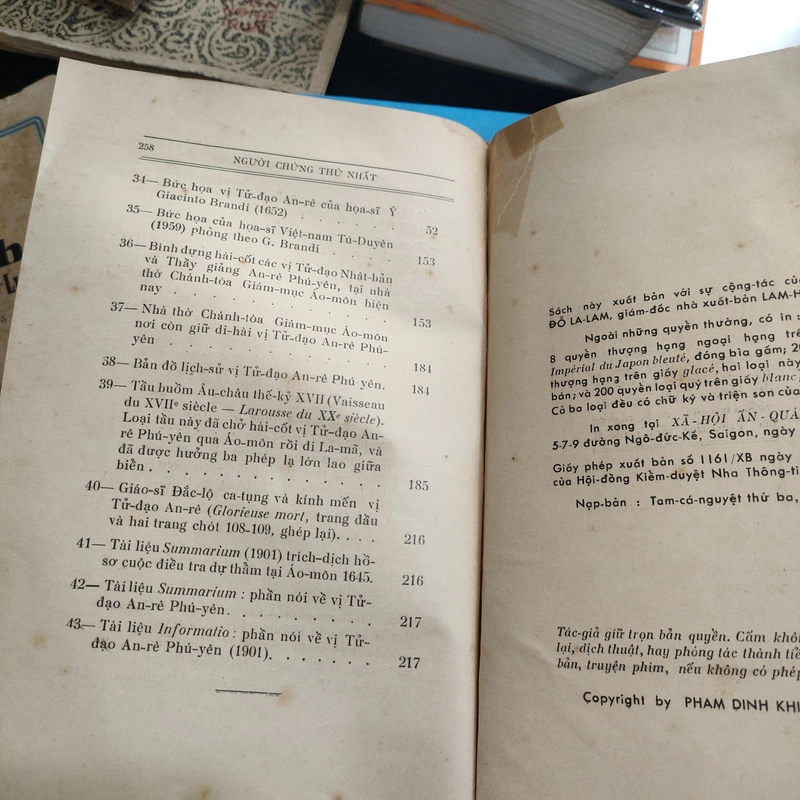 258
NGƯỜI CHỨNG THỨ NHẤT
34— Bức họa vị Tử-đạo An-rê của họa-sĩ Ý
Giacinto Brandi (1652) . . . . . . 52
35— Bức họa của họa-sĩ Việt-nam Tú-Duyên
(1959) phỏng theo G. Brandi . . . . 153
36— Bình đựng hài-cốt các vị Tử-đạo Nhật-bản
và Thầy giảng An-rê Phú-yên, tại nhà
thờ Chánh-tòa Giám-mục Áo-môn hiện
nay . . . . . . . . . . 153
37— Nhà thờ Chánh-tòa Giám-mục Áo-môn
nơi còn giữ di-hài vị Tử-đạo An-rê Phú-
yên . . . . . . . . . . 184
38— Bản đồ lịch-sử vị Tử-đạo An-rê Phú-yên. 184
39— Tầu buồm Âu-châu thế-kỷ XVII (Vaisseau
du XVIIe siècle — Larousse du XXe siècle).
Loại tầu này đã chở hài-cốt vị Tử-đạo An-
rê Phú-yên qua Áo-môn rồi đi La-mã, và
đã được hưởng ba phép lạ lớn lao giữa
biển . . . . . . . . . . 185
40— Giáo-sĩ Đắc-lộ ca-tụng và kính mến vị
Tử-đạo An-rê (Glorieuse mort, trang đầu
và hai trang chót 108-109, ghép lại). . . . 216
41— Tài liệu Summarium (1901) trích-dịch hồ-
sơ cuộc điều tra dự thẩm tại Áo-môn 1645. 216
42— Tài liệu Summarium : phần nói về vị Tử-
đạo An-rê Phú-yên. . . . . . . . 217
43— Tài liệu Informatio : phần nói về vị Tử-
đạo An-rê Phú-yên (1901). . . . . . 217
Sách này xuất bản với sự cộng-tác
ĐỖ LA-LAM, giám-đốc nhà xuất-bản
Ngoài những quyển thường, có in :
8 quyển thượng hạng ngoại hạng
Impérial du Japon bleuté, đóng bìa gấm;
thượng hạng trên giấy glacé, hai loại này
bán; và 200 quyển loại quý trên giấy
Cả ba loại đều có chữ ký và triện son của
In xong tại XÃ-HỘI ẤN-QUÁN
5-7-9 đường Ngô-đức-Kế, Saigon, ngày
Giấy phép xuất bản số 1161/XB ngày
của Hội-đồng Kiểm-duyệt Nha Thông-
Nạp-bản : Tam-cá-nguyệt thứ ba,
Tác-giả giữ trọn bản quyền. Cấm
lại, dịch thuật, hay phóng tác thành
bản, truyện phim, nếu không có phép
Copyright by PHAM DINH